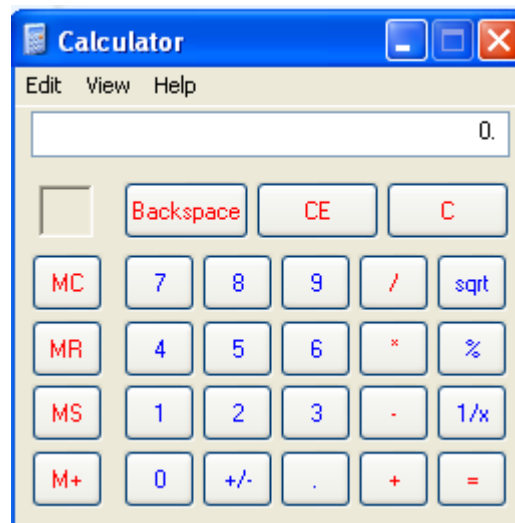 Calculator
Edit View Help
0.
Backspace CE C
MC 7 8 9 / sqrt
MR 4 5 6 * %
MS 1 2 3 - 1/x
M+ 0 +/- . + =